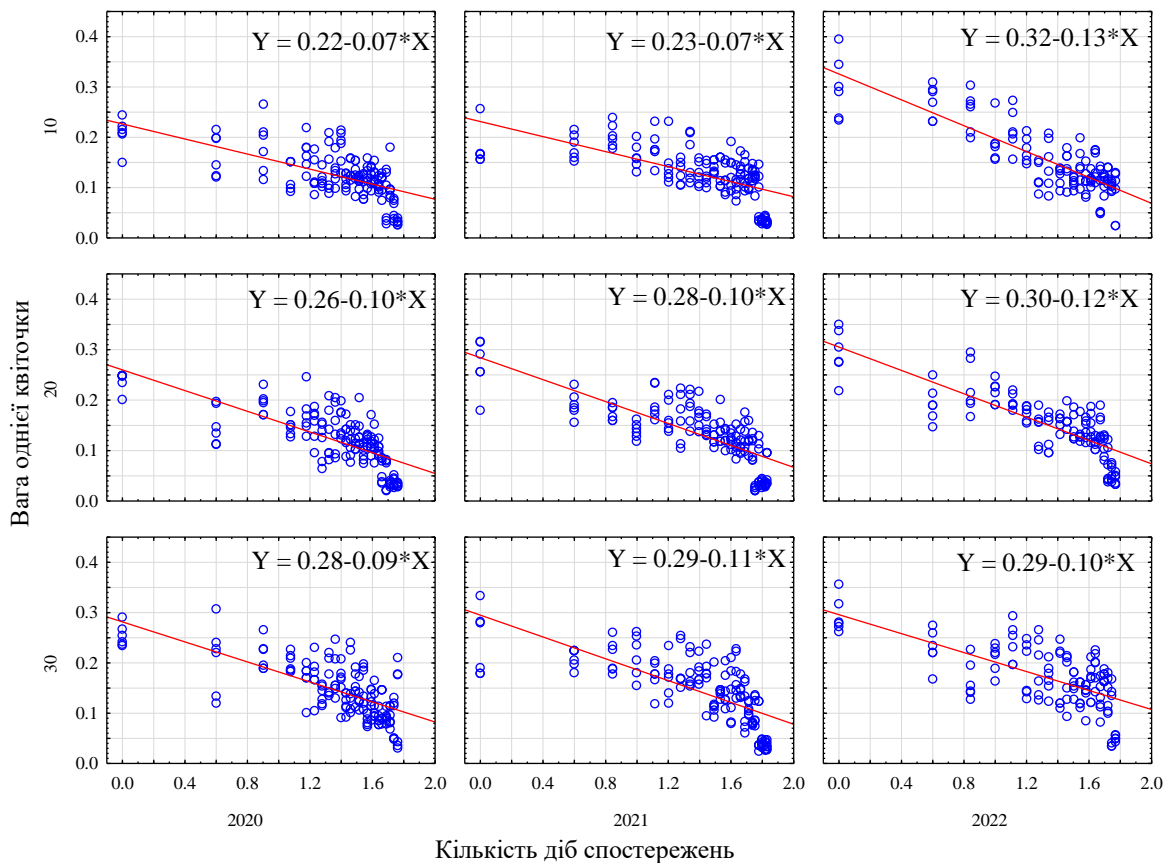 Y = 0.22-0.07*X
Y = 0.23-0.07*X
Y = 0.32-0.13*X
0.4
0.3
0.2
0.1
0.0
10
Y = 0.26-0.10*X
Y = 0.28-0.10*X
Y = 0.30-0.12*X
0.4
0.3
0.2
0.1
0.0
20
Вага однієї квіточки
Y = 0.28-0.09*X
Y = 0.29-0.11*X
Y = 0.29-0.10*X
0.4
0.3
0.2
0.1
0.0
30
0.0 0.4 0.8 1.2 1.6 2.0
0.0 0.4 0.8 1.2 1.6 2.0
0.0 0.4 0.8 1.2 1.6 2.0
2020
2021
2022
Кількість діб спостережень